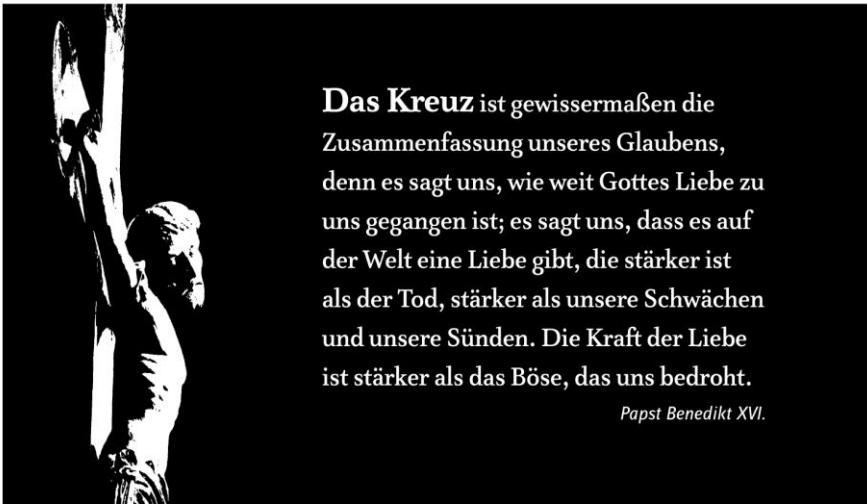 Das Kreuz ist gewissermaßen die
Zusammenfassung unseres Glaubens,
denn es sagt uns, wie weit Gottes Liebe zu
uns gegangen ist; es sagt uns, dass es auf
der Welt eine Liebe gibt, die stärker ist
als der Tod, stärker als unsere Schwächen
und unsere Sünden. Die Kraft der Liebe
ist stärker als das Böse, das uns bedroht.
Papst Benedikt XVI.